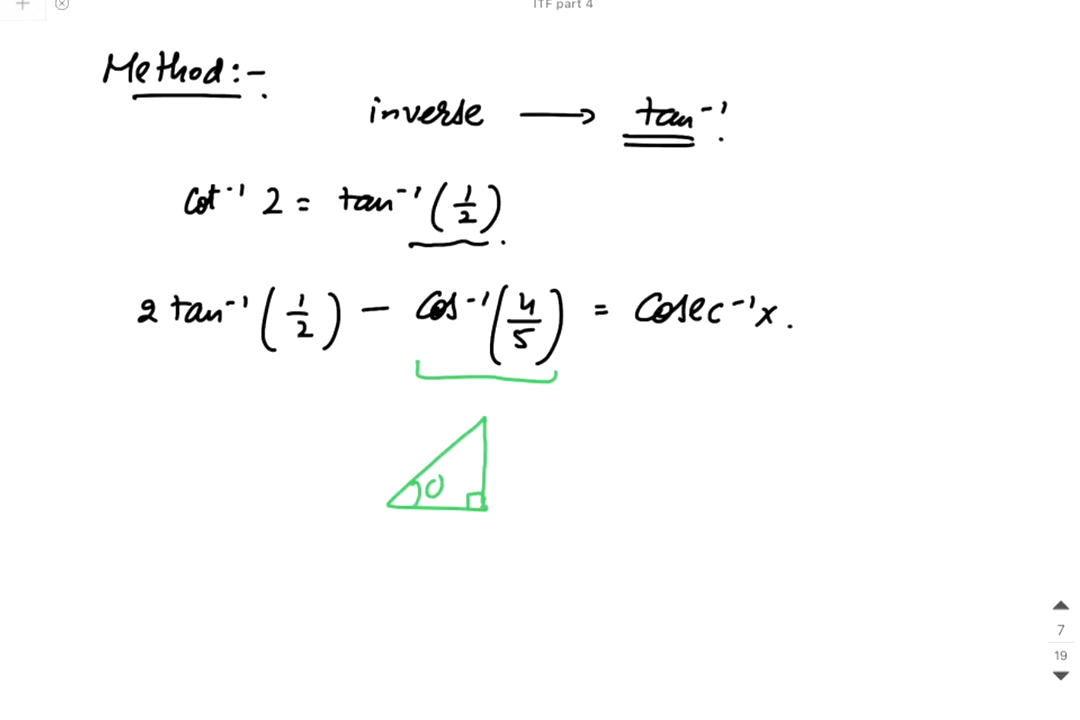 ITF part 4
Method:-
inverse ⟶ tan⁻¹.
Cot⁻¹ 2 = tan⁻¹(1/2).
2 tan⁻¹(1/2) - Cos⁻¹(4/5) = Cosec⁻¹x.
θ
7
19